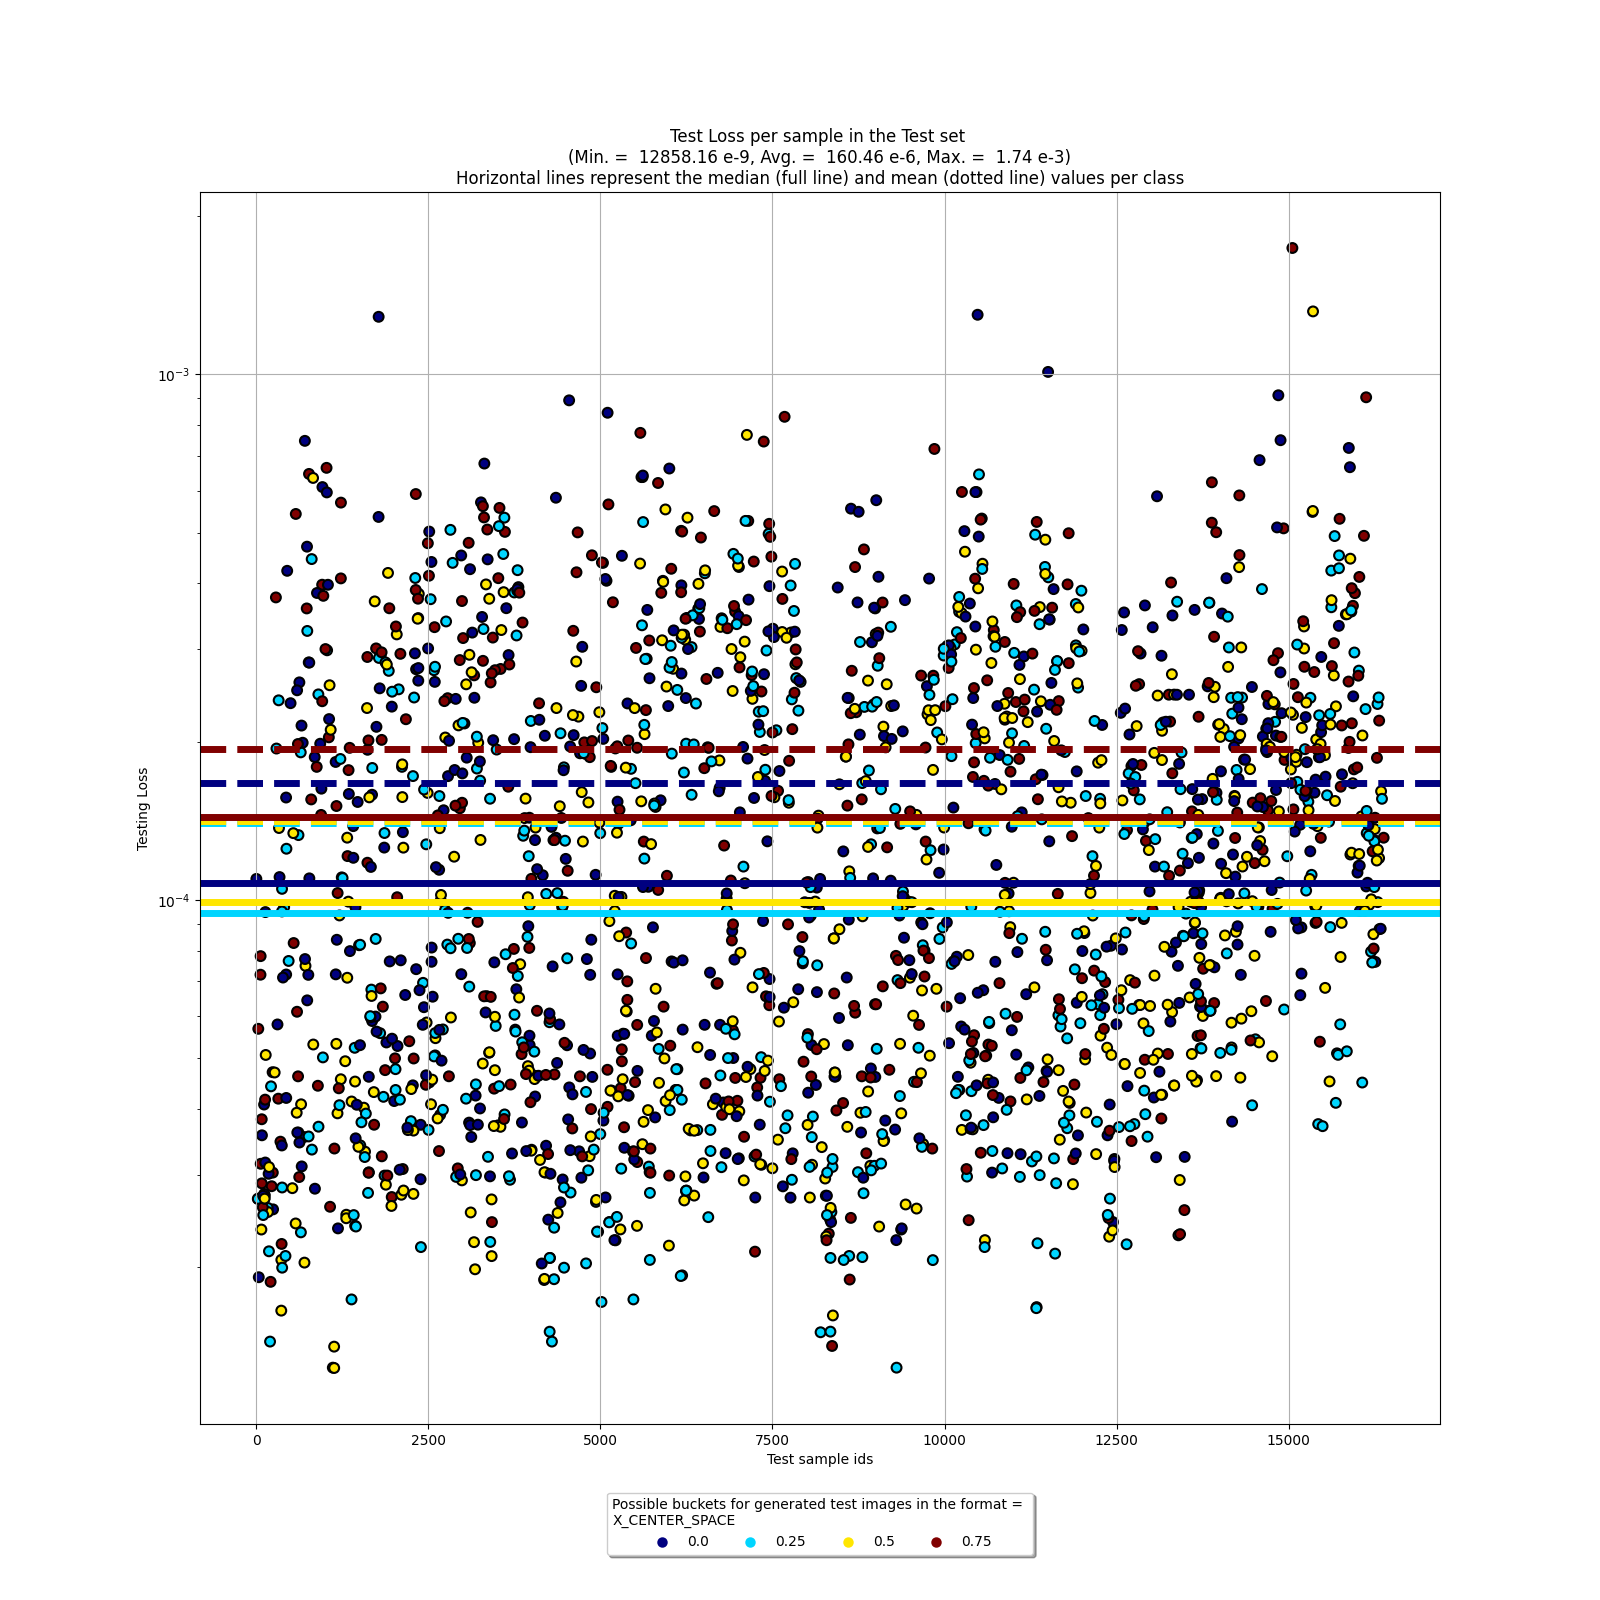 Test Loss per sample in the Test set
(Min. = 12858.16 e-9, Avg. = 160.46 e-6, Max. = 1.74 e-3)
Horizontal lines represent the median (full line) and mean (dotted line) values per class
10⁻³
10⁻⁴
Testing Loss
0 2500 5000 7500 10000 12500 15000
Test sample ids
Possible buckets for generated test images in the format =
X_CENTER_SPACE
0.0 0.25 0.5 0.75